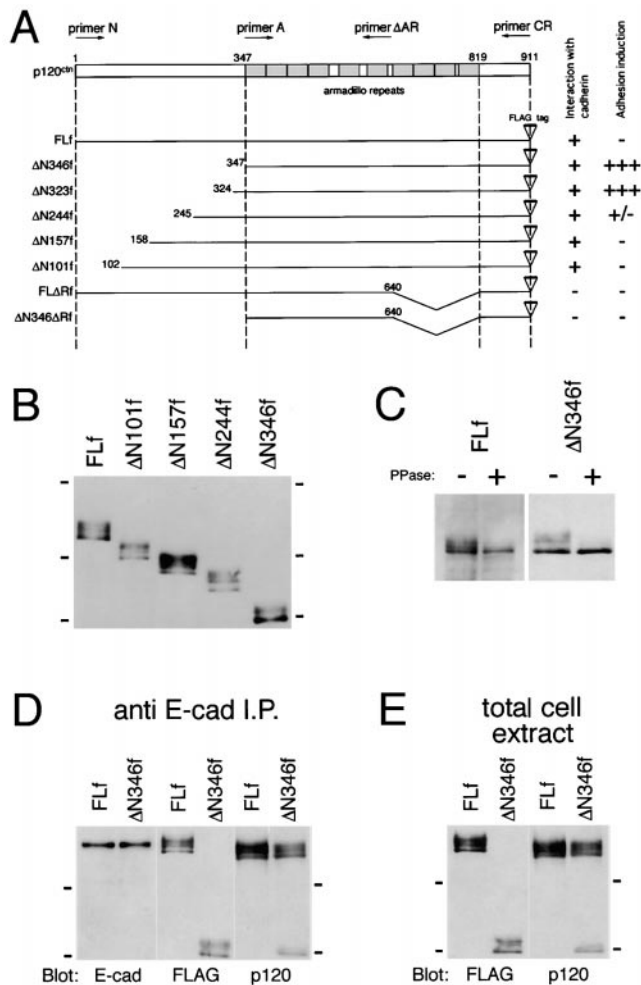 A
primer N
primer A
primer ΔAR
primer CR
1
347
819
911
p120ctn
armadillo repeats
Interaction with cadherin
Adhesion induction
FLAG tag
FLf + -
ΔN346f 347 + +++
ΔN323f 324 + +++
ΔN244f 245 + +/-
ΔN157f 158 + -
ΔN101f 102 + -
FLΔRf 640 - -
ΔN346ΔRf 640 - -
B
FLf
ΔN101f
ΔN157f
ΔN244f
ΔN346f
C
FLf
ΔN346f
PPase: - + - +
D
anti E-cad I.P.
FLf
ΔN346f
FLf
ΔN346f
FLf
ΔN346f
Blot: E-cad FLAG p120
E
total cell
extract
FLf
ΔN346f
FLf
ΔN346f
Blot: FLAG p120